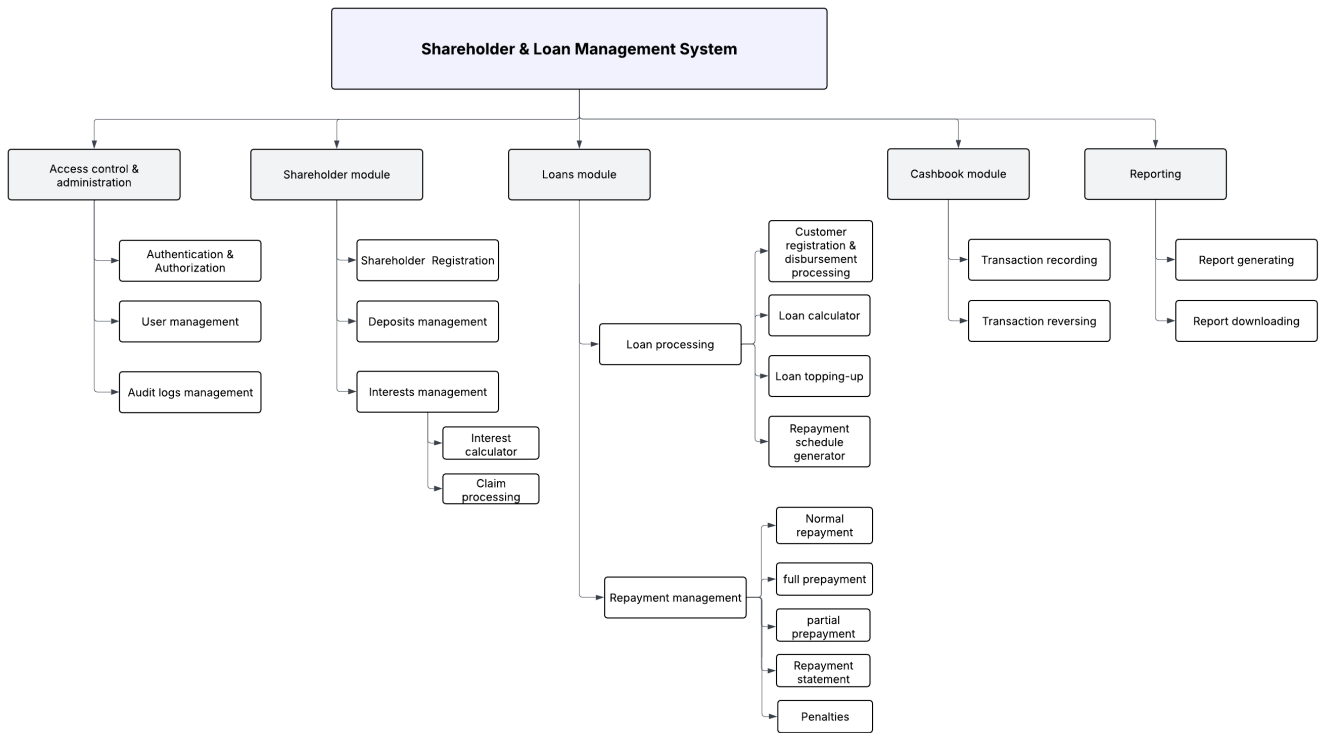 Shareholder & Loan Management System
Access control &
administration
Shareholder module
Loans module
Cashbook module
Reporting
Authentication &
Authorization
User management
Audit logs management
Shareholder  Registration
Deposits management
Interests management
Interest
calculator
Claim
processing
Loan processing
Customer
registration &
disbursement
processing
Loan calculator
Loan topping-up
Repayment
schedule
generator
Repayment management
Normal
repayment
full prepayment
partial
prepayment
Repayment
statement
Penalties
Transaction recording
Transaction reversing
Report generating
Report downloading